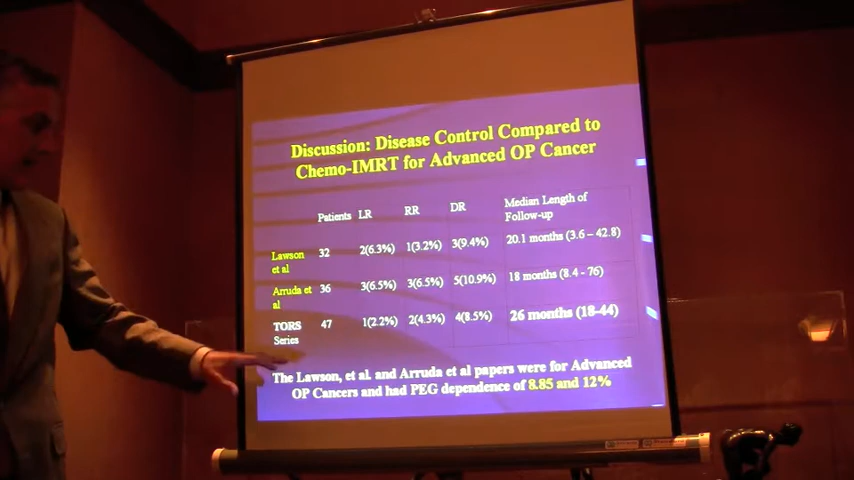 Discussion: Disease Control Compared to
Chemo-IMRT for Advanced OP Cancer
Patients LR RR DR Median Length of
Follow-up
Lawson
et al 32 2(6.3%) 1(3.2%) 3(9.4%) 20.1 months (3.6 – 42.8)
Arruda et
al 36 3(6.5%) 3(6.5%) 5(10.9%) 18 months (8.4 - 76)
TORS
Series 47 1(2.2%) 2(4.3%) 4(8.5%) 26 months (18-44)
The Lawson, et al. and Arruda et al papers were for Advanced
OP Cancers and had PEG dependence of 8.85 and 12%